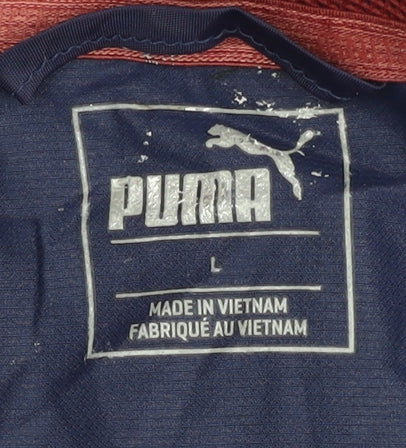 PUMA
L
MADE IN VIETNAM
FABRIQUÉ AU VIETNAM